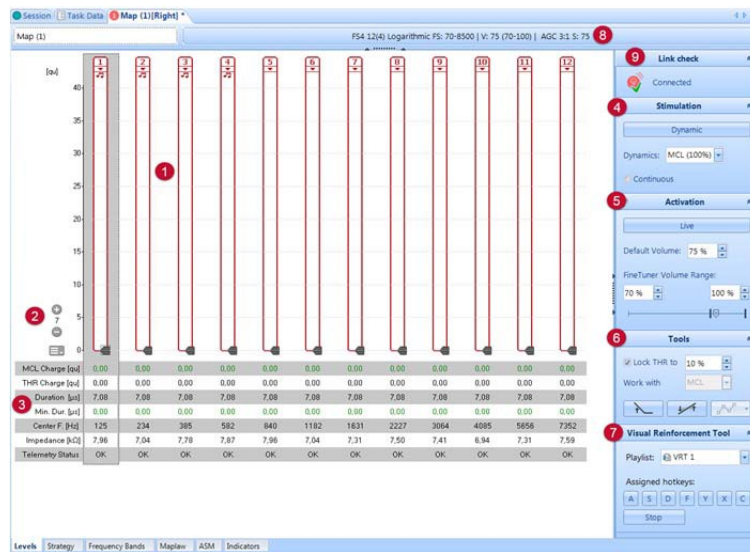 Session Task Data Map (1)[Right] *
Map (1) FS4 12(4) Logarithmic FS: 70-8500 | V: 75 (70-100) | AGC 3:1 S: 75 8
[qu] 1 2 3 4 5 6 7 8 9 10 11 12
40
35
30
25
20
15
10
5
0
1
2
7
MCL Charge [qu] 0,00 0,00 0,00 0,00 0,00 0,00 0,00 0,00 0,00 0,00 0,00 0,00
THR Charge [qu] 0,00 0,00 0,00 0,00 0,00 0,00 0,00 0,00 0,00 0,00 0,00 0,00
Duration [µs] 7,08 7,08 7,08 7,08 7,08 7,08 7,08 7,08 7,08 7,08 7,08 7,08
3 Min. Dur. [µs] 0,00 0,00 0,00 0,00 0,00 0,00 0,00 0,00 0,00 0,00 0,00 0,00
Center F. [Hz] 125 234 385 582 840 1182 1631 2227 3064 4085 5656 7352
Impedance [kΩ] 7,96 7,04 7,78 7,87 7,96 7,04 7,31 7,50 7,41 6,94 7,31 7,59
Telemetry Status OK OK OK OK OK OK OK OK OK OK OK OK
Levels Strategy Frequency Bands Maplaw ASM Indicators
9 Link check
Connected
4 Stimulation
Dynamic
Dynamics: MCL (100%)
Continuous
5 Activation
Live
Default Volume: 75 %
FineTuner Volume Range:
70 % 100 %
6 Tools
Lock THR to 10 %
Work with MCL
7 Visual Reinforcement Tool
Playlist: VRT 1
Assigned hotkeys:
A S D F Y X C
Stop